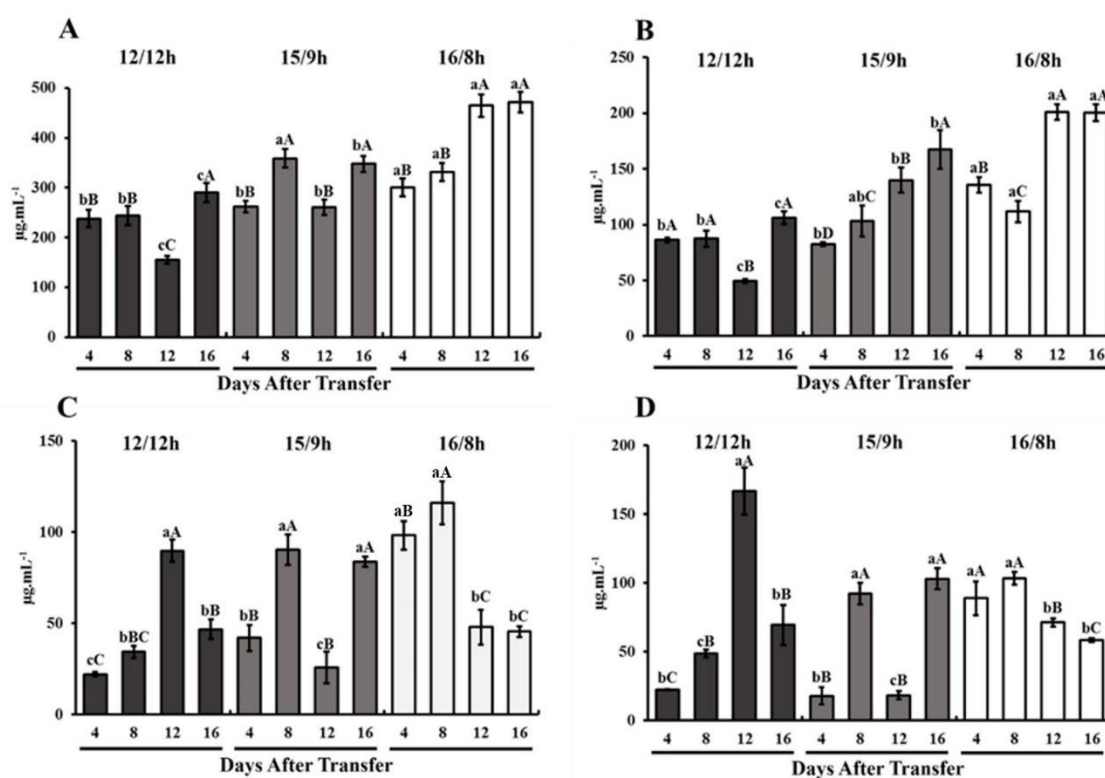 A
12/12h 15/9h 16/8h
µg.mL-1
500
400
300
200
100
0
bB bB cC cA bB aA bB bA aB aB aA aA
4 8 12 16 4 8 12 16 4 8 12 16
Days After Transfer
B
12/12h 15/9h 16/8h
µg.mL-1
250
200
150
100
50
0
bA bA cB cA bD abC bB bA aB aC aA aA
4 8 12 16 4 8 12 16 4 8 12 16
Days After Transfer
C
12/12h 15/9h 16/8h
µg.mL-1
150
100
50
0
cC bBC aA bB bB aA cB aA aB aA bC bC
4 8 12 16 4 8 12 16 4 8 12 16
Days After Transfer
D
12/12h 15/9h 16/8h
µg.mL-1
200
150
100
50
0
bC cB aA bB bB aA cB aA aA aA bB bC
4 8 12 16 4 8 12 16 4 8 12 16
Days After Transfer